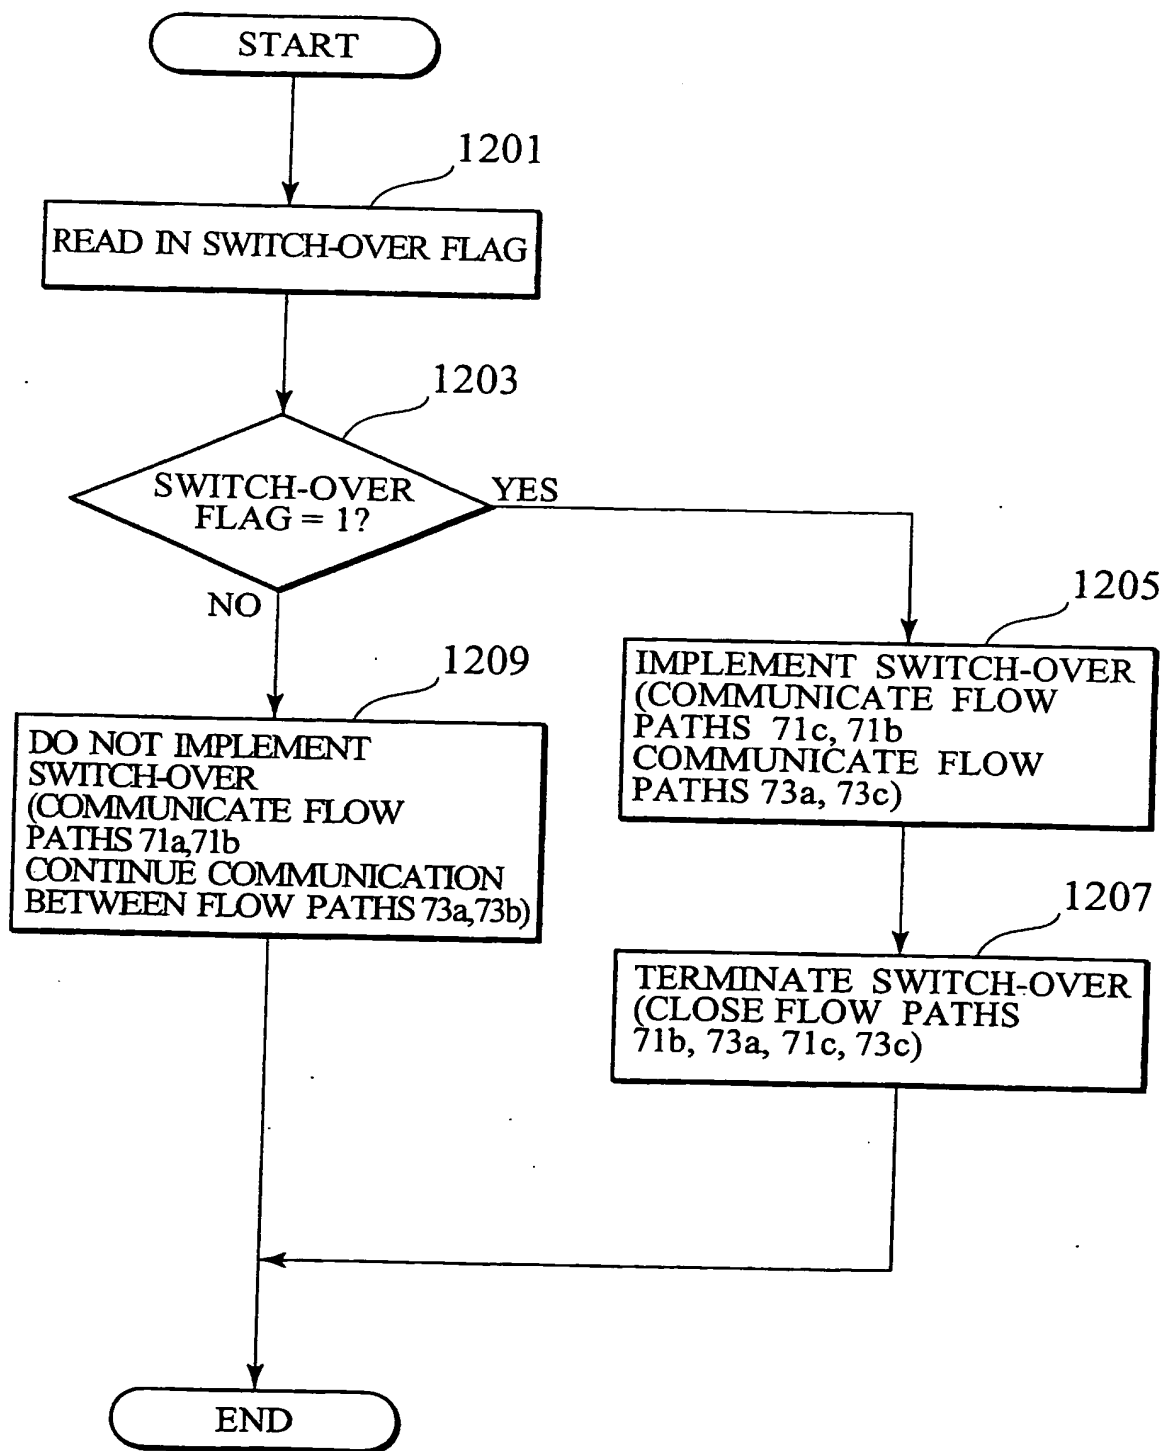 START
1201
READ IN SWITCH-OVER FLAG
1203
SWITCH-OVER
FLAG = 1?
YES
NO
1205
IMPLEMENT SWITCH-OVER
(COMMUNICATE FLOW
PATHS 71c, 71b
COMMUNICATE FLOW
PATHS 73a, 73c)
1209
DO NOT IMPLEMENT
SWITCH-OVER
(COMMUNICATE FLOW
PATHS 71a,71b
CONTINUE COMMUNICATION
BETWEEN FLOW PATHS 73a,73b)
1207
TERMINATE SWITCH-OVER
(CLOSE FLOW PATHS
71b, 73a, 71c, 73c)
END